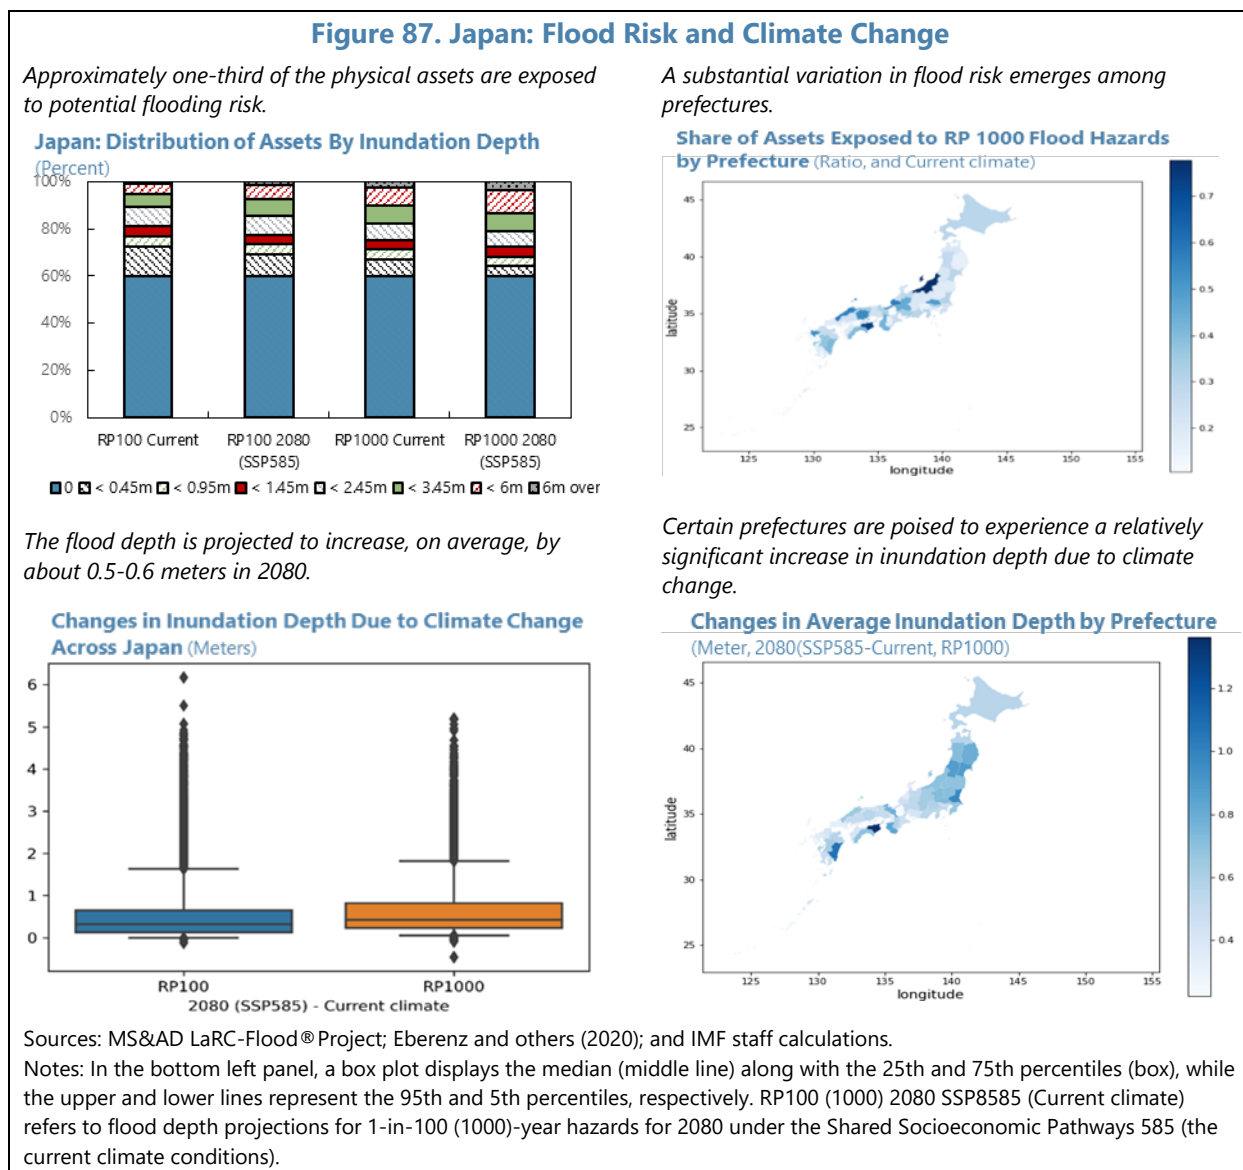 Figure 87. Japan: Flood Risk and Climate Change
Approximately one-third of the physical assets are exposed
to potential flooding risk.
Japan: Distribution of Assets By Inundation Depth
(Percent)
100%
80%
60%
40%
20%
0%
RP100 Current
RP100 2080
(SSP585)
RP1000 Current
RP1000 2080
(SSP585)
0 < 0.45m < 0.95m < 1.45m < 2.45m < 3.45m < 6m 6m over
A substantial variation in flood risk emerges among
prefectures.
Share of Assets Exposed to RP 1000 Flood Hazards
by Prefecture (Ratio, and Current climate)
45
40
35
30
25
latitude
125 130 135 140 145 150 155
longitude
0.7
0.6
0.5
0.4
0.3
0.2
The flood depth is projected to increase, on average, by
about 0.5-0.6 meters in 2080.
Changes in Inundation Depth Due to Climate Change
Across Japan (Meters)
6
5
4
3
2
1
0
RP100 RP1000
2080 (SSP585) - Current climate
Certain prefectures are poised to experience a relatively
significant increase in inundation depth due to climate
change.
Changes in Average Inundation Depth by Prefecture
(Meter, 2080(SSP585-Current, RP1000)
45
40
35
30
25
latitude
125 130 135 140 145 150 155
longitude
1.2
1.0
0.8
0.6
0.4
Sources: MS&AD LaRC-Flood® Project; Eberenz and others (2020); and IMF staff calculations.
Notes: In the bottom left panel, a box plot displays the median (middle line) along with the 25th and 75th percentiles (box), while
the upper and lower lines represent the 95th and 5th percentiles, respectively. RP100 (1000) 2080 SSP8585 (Current climate)
refers to flood depth projections for 1-in-100 (1000)-year hazards for 2080 under the Shared Socioeconomic Pathways 585 (the
current climate conditions).